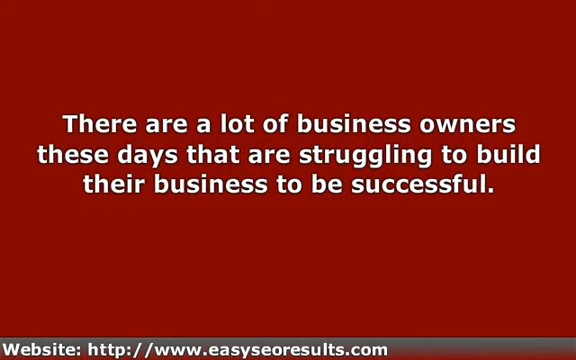 There are a lot of business owners
these days that are struggling to build
their business to be successful.
Website: http://www.easyseoresults.com